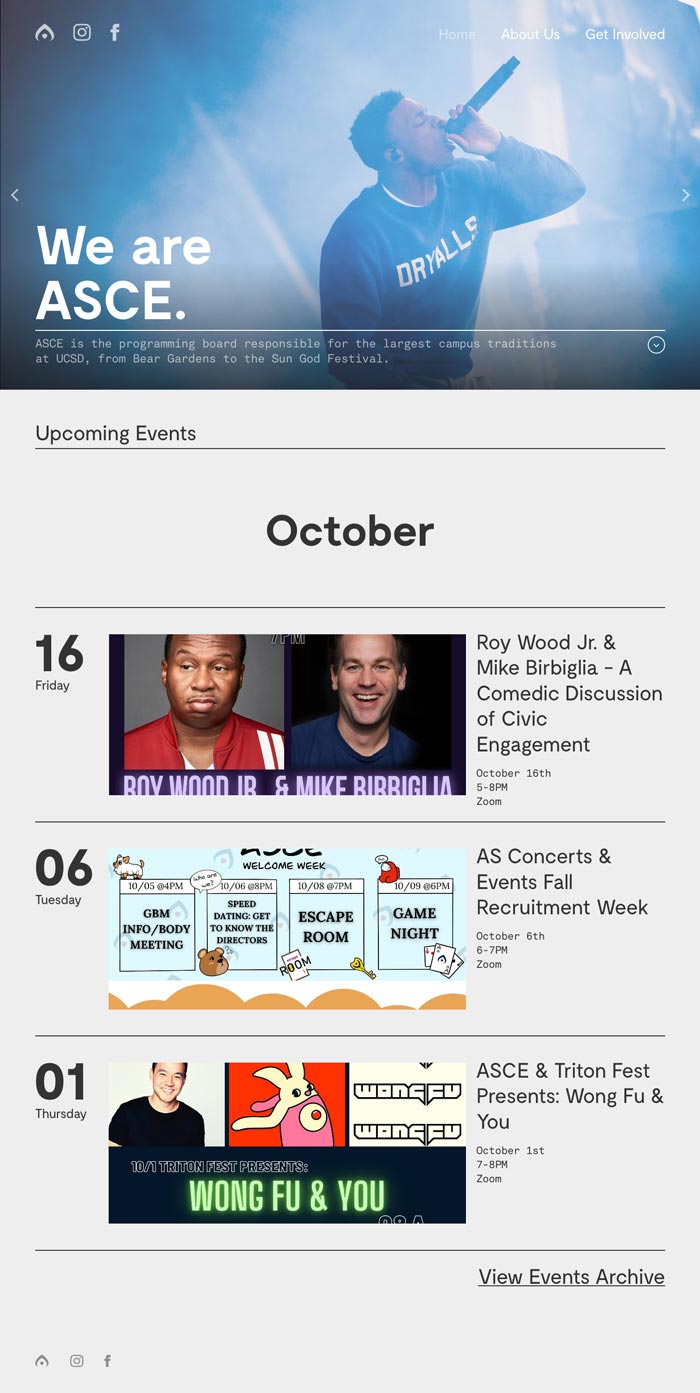 Home About Us Get Involved
DRYALLS
We are
ASCE.
ASCE is the programming board responsible for the largest campus traditions
at UCSD, from Bear Gardens to the Sun God Festival.
Upcoming Events
October
16
Friday
7PM
ROY WOOD JR. & MIKE BIRBIGLIA
Roy Wood Jr. &
Mike Birbiglia – A
Comedic Discussion
of Civic
Engagement
October 16th
5-8PM
Zoom
06
Tuesday
ASCE
WELCOME WEEK
who are
we?
10/05 @4PM
GBM
INFO/BODY
MEETING
10/06 @8PM
SPEED
DATING: GET
TO KNOW THE
DIRECTORS
10/08 @7PM
ESCAPE
ROOM
10/09 @6PM
GAME
NIGHT
ROOM
AS Concerts &
Events Fall
Recruitment Week
October 6th
6-7PM
Zoom
01
Thursday
WONGFU
WONGFU
10/1 TRITON FEST PRESENTS:
WONG FU & YOU
Q&A
ASCE & Triton Fest
Presents: Wong Fu &
You
October 1st
7-8PM
Zoom
View Events Archive